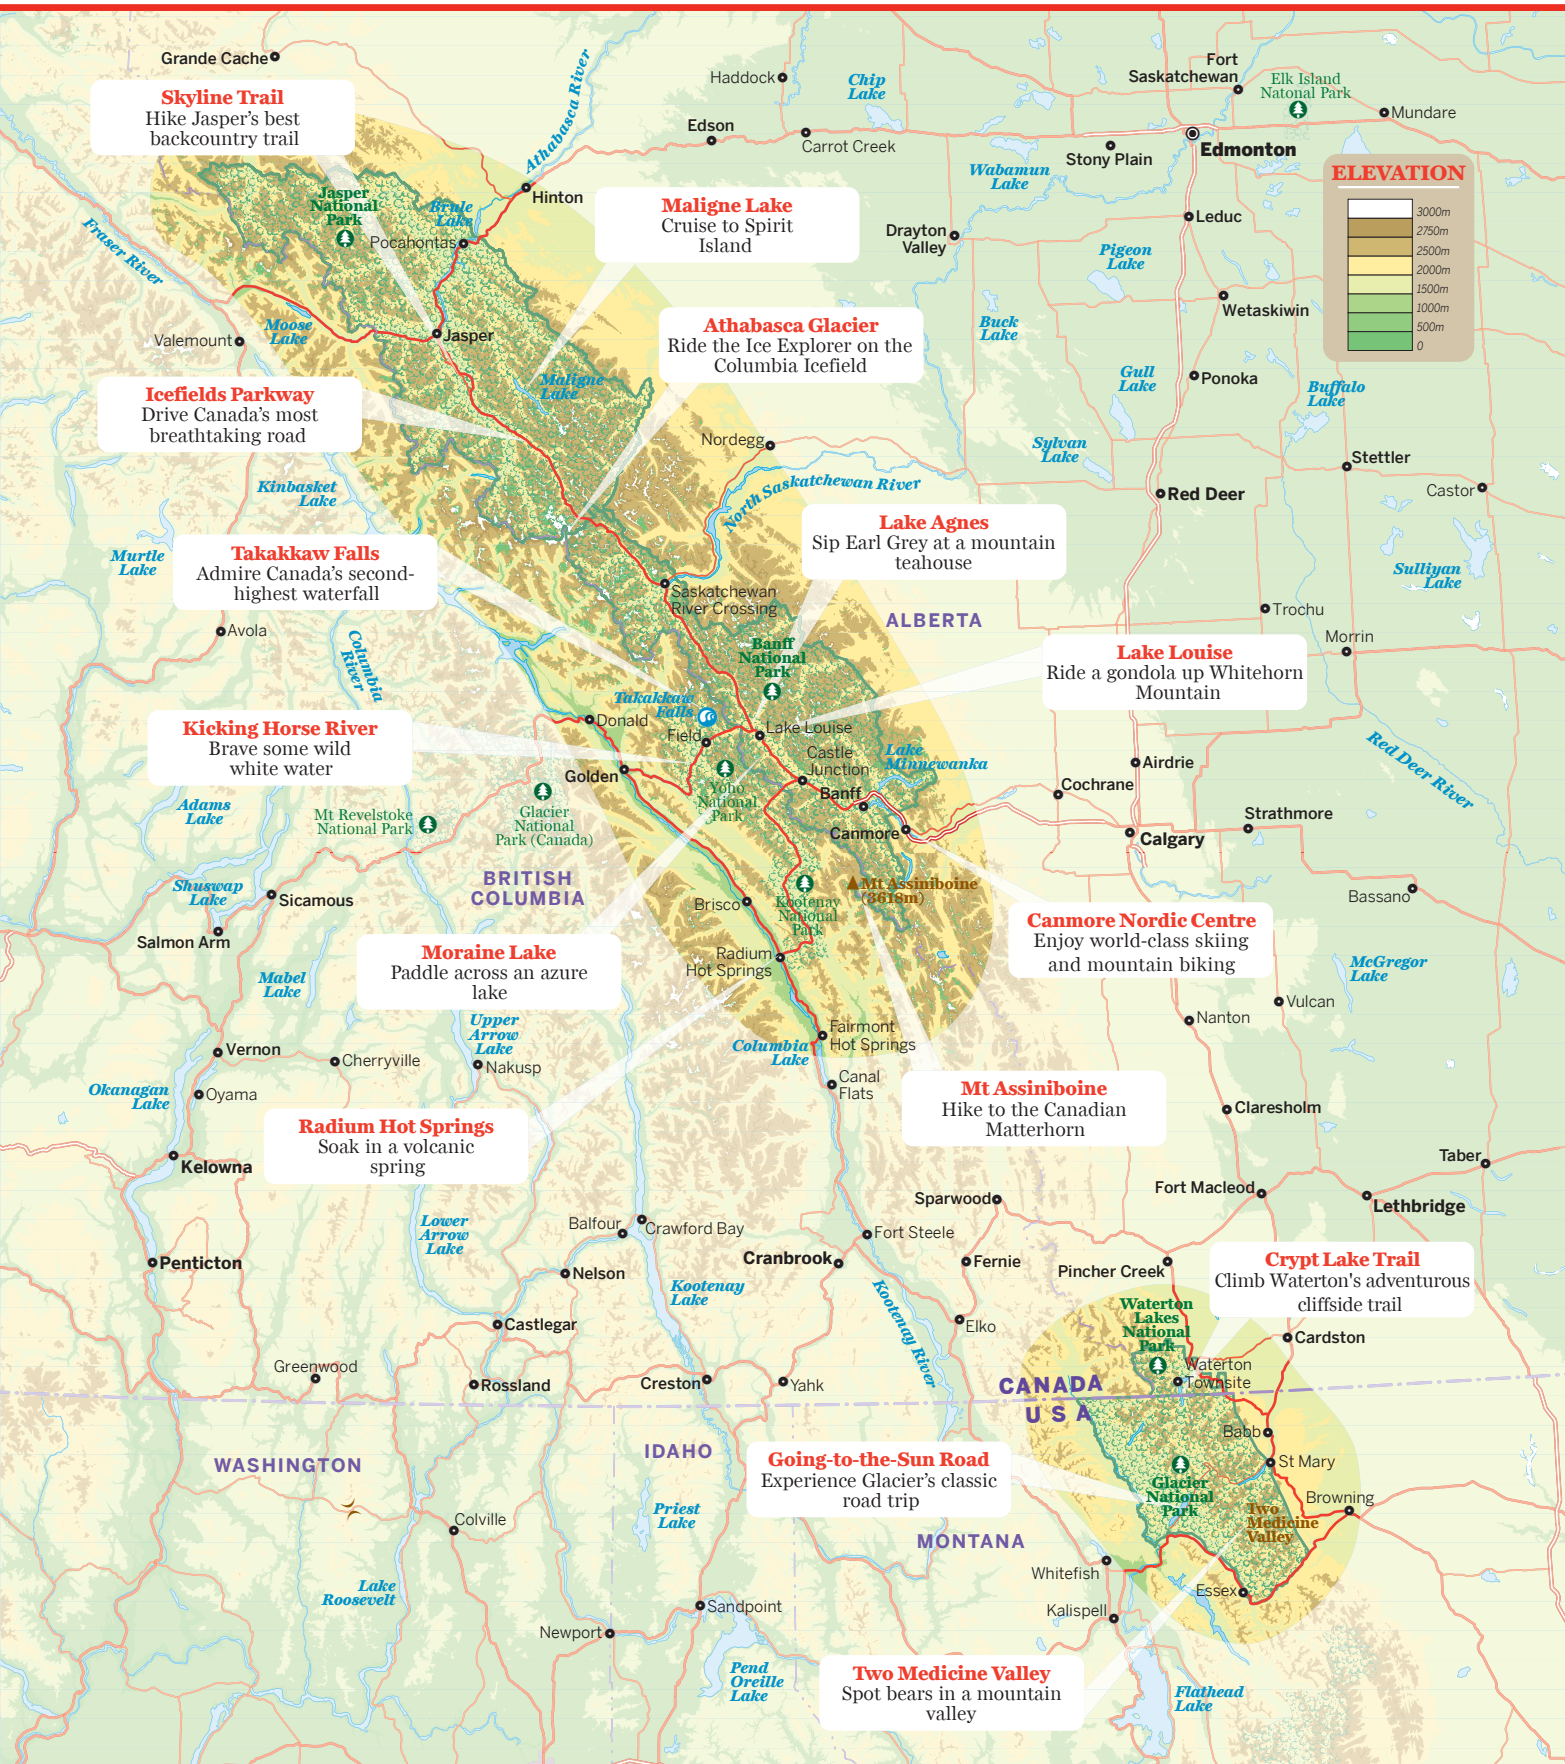 Grande Cache
Skyline Trail
Hike Jasper's best
backcountry trail
Haddock
Chip
Lake
Fort
Saskatchewan
Elk Island
Natonal Park
Mundare
Athabasca River
Edson
Carrot Creek
Stony Plain
Edmonton
Wabamun
Lake
ELEVATION
3000m
2750m
2500m
2000m
1500m
1000m
500m
0
Jasper
National
Park
Brule
Lake
Hinton
Pocahontas
Maligne Lake
Cruise to Spirit
Island
Drayton
Valley
Leduc
Pigeon
Lake
Fraser River
Wetaskiwin
Moose
Lake
Valemount
Jasper
Athabasca Glacier
Ride the Ice Explorer on the
Columbia Icefield
Buck
Lake
Gull
Lake
Ponoka
Buffalo
Lake
Icefields Parkway
Drive Canada's most
breathtaking road
Maligne
Lake
Nordegg
Sylvan
Lake
Stettler
Castor
Red Deer
Kinbasket
Lake
North Saskatchewan River
Murtle
Lake
Takakkaw Falls
Admire Canada's second-
highest waterfall
Lake Agnes
Sip Earl Grey at a mountain
teahouse
Sulliyan
Lake
Saskatchewan
River Crossing
ALBERTA
Trochu
Morrin
Avola
Columbia
River
Banff
National
Park
Lake Louise
Ride a gondola up Whitehorn
Mountain
Takakkaw
Falls
Donald
Field
Lake Louise
Kicking Horse River
Brave some wild
white water
Castle
Junction
Lake
Minnewanka
Red Deer River
Airdrie
Cochrane
Golden
Yoho
National
Park
Banff
Canmore
Adams
Lake
Mt Revelstoke
National Park
Glacier
National
Park (Canada)
Strathmore
Calgary
BRITISH
COLUMBIA
Shuswap
Lake
Sicamous
Salmon Arm
Brisco
Kootenay
National
Park
Mt Assiniboine
(3618m)
Bassano
Canmore Nordic Centre
Enjoy world-class skiing
and mountain biking
Moraine Lake
Paddle across an azure
lake
Radium
Hot Springs
Mabel
Lake
McGregor
Lake
Vulcan
Nanton
Upper
Arrow
Lake
Vernon
Cherryville
Nakusp
Columbia
Lake
Fairmont
Hot Springs
Canal
Flats
Okanagan
Lake
Oyama
Mt Assiniboine
Hike to the Canadian
Matterhorn
Claresholm
Radium Hot Springs
Soak in a volcanic
spring
Kelowna
Taber
Fort Macleod
Lethbridge
Sparwood
Lower
Arrow
Lake
Balfour
Crawford Bay
Fort Steele
Cranbrook
Fernie
Pincher Creek
Penticton
Nelson
Kootenay
Lake
Kootenay River
Crypt Lake Trail
Climb Waterton's adventurous
cliffside trail
Waterton
Lakes
National
Park
Castlegar
Elko
Cardston
Greenwood
Rossland
Creston
Yahk
Waterton
Townsite
CANADA
USA
Babb
WASHINGTON
IDAHO
Going-to-the-Sun Road
Experience Glacier's classic
road trip
St Mary
Glacier
National
Park
Browning
Two
Medicine
Valley
Priest
Lake
Colville
MONTANA
Whitefish
Essex
Lake
Roosevelt
Sandpoint
Kalispell
Newport
Pend
Oreille
Lake
Two Medicine Valley
Spot bears in a mountain
valley
Flathead
Lake